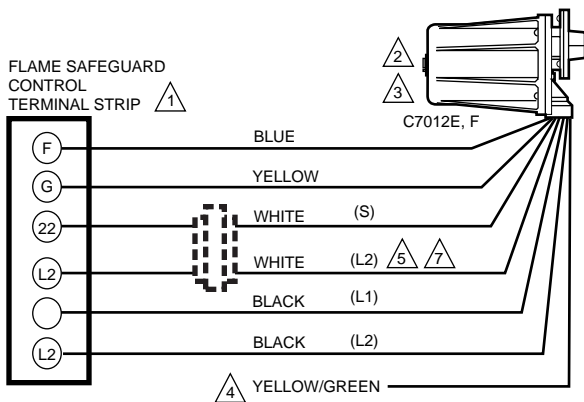 FLAME SAFEGUARD
CONTROL
TERMINAL STRIP 1
2
3
C7012E, F
F BLUE
G YELLOW
22 WHITE (S)
L2 WHITE (L2) 5 7
BLACK (L1)
L2 BLACK (L2)
4 YELLOW/GREEN